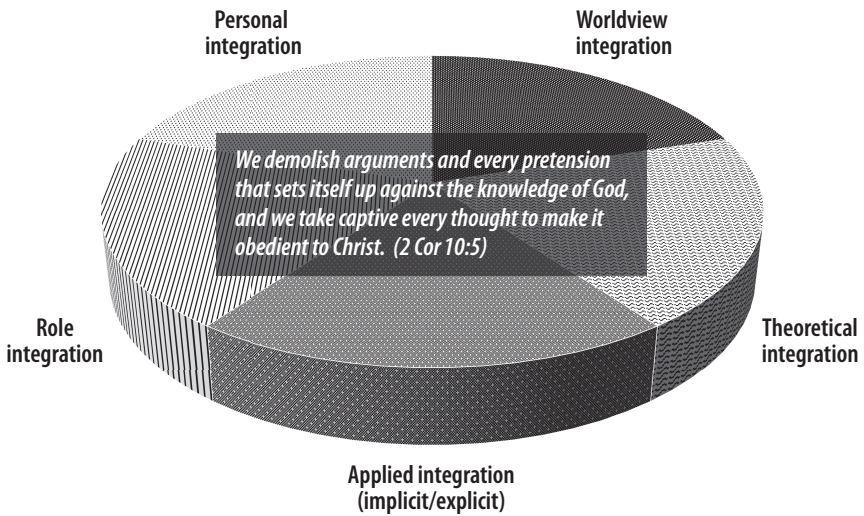 Personal
integration
Worldview
integration
We demolish arguments and every pretension
that sets itself up against the knowledge of God,
and we take captive every thought to make it
obedient to Christ. (2 Cor 10:5)
Role
integration
Theoretical
integration
Applied integration
(implicit/explicit)